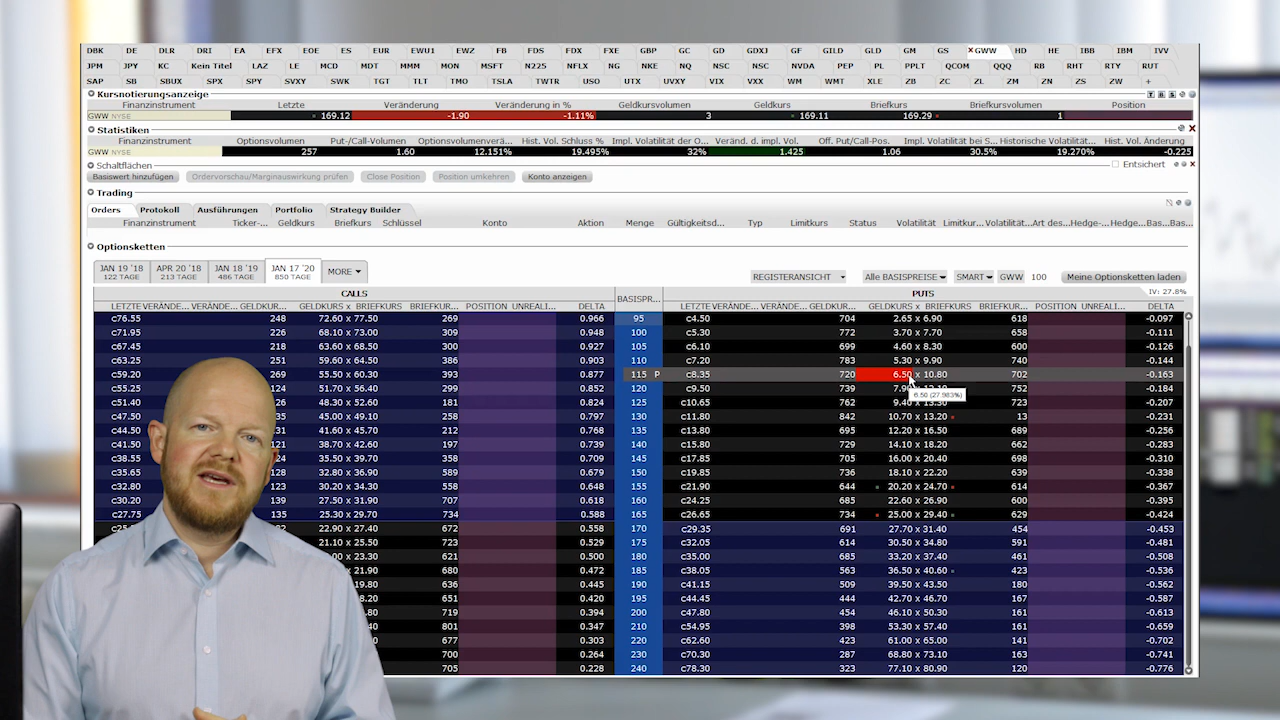 DBK DE DLR DRI EA EFX EOE ES EUR EWU1 EWZ FB FDS FDX FXE GBP GC GD GDXJ GF GILD GLD GM GS GWW HD HE IBB IBM IVV
JPM JPY KC Kein Titel LAZ LE MCD MDT MMM MON MSFT N225 NFLX NG NKE NQ NSC NSC NVDA PEP PL PPLT QCOM QQQ RB RHT RTY RUT
SAP SB SBUX SPX SPY SVXY SWK TGT TLT TMO TSLA TWTR USO UTX UVXY VIX VXX WM WMT XLE ZB ZC ZL ZM ZN ZS ZW +
Kursnotierungsanzeige
Finanzinstrument Letzte Veränderung Veränderung in % Geldkursvolumen Geldkurs Briefkurs Briefkursvolumen Position
GWW NYSE 169.12 -1.90 -1.11% 3 169.11 169.29 1
Statistiken
Finanzinstrument Optionsvolumen Put-/Call-Volumen Optionsvolumenverä... Hist. Vol. Schluss % Impl. Volatilität der O... Veränd. d. impl. Vol. Off. Put/Call-Pos. Impl. Volatilität bei S... Historische Volatilität... Hist. Vol. Änderung
GWW NYSE 257 1.60 12.151% 19.495% 32% 1.425 1.06 30.5% 19.270% -0.225
Schaltflächen Entsichert
Basiswert hinzufügen Ordervorschau/Marginauswirkung prüfen Close Position Position umkehren Konto anzeigen
Trading
Orders Protokoll Ausführungen Portfolio Strategy Builder
Finanzinstrument Ticker-... Geldkurs Briefkurs Schlüssel Konto Aktion Menge Gültigkeitsd... Typ Limitkurs Status Volatilität Limitkur... Volatilität... Art des... Hedge-... Hedge... Bas... Bas...
Optionsketten
JAN 19 '18 APR 20 '18 JAN 18 '19 JAN 17 '20 MORE
122 TAGE 213 TAGE 486 TAGE 850 TAGE
REGISTERANSICHT Alle BASISPREISE SMART GWW 100 Meine Optionsketten laden
CALLS BASISPR... PUTS IV: 27.8%
LETZTE VERÄNDE... VERÄNDE... GELDKUR... GELDKURS x BRIEFKURS BRIEFKUR... POSITION UNREALI... DELTA LETZTE VERÄNDE... VERÄNDE... GELDKUR... GELDKURS x BRIEFKURS BRIEFKUR... POSITION UNREALI... DELTA
c76.55 248 72.60 x 77.50 269 0.966 95 c4.50 704 2.65 x 6.90 618 -0.097
c71.95 226 68.10 x 73.00 309 0.948 100 c5.30 772 3.70 x 7.70 658 -0.111
c67.45 218 63.60 x 68.50 300 0.927 105 c6.10 699 4.60 x 8.30 600 -0.126
c63.25 251 59.60 x 64.50 386 0.903 110 c7.20 783 5.30 x 9.90 740 -0.144
c59.20 269 55.50 x 60.30 393 0.877 115 P c8.35 720 6.50 x 10.80 702 -0.163
c55.25 124 51.70 x 56.40 299 0.852 120 c9.50 739 752 -0.184
6.50 (27.983%)
c51.40 126 48.30 x 52.60 181 0.824 125 c10.65 762 723 -0.207
c47.50 135 45.00 x 49.10 258 0.797 130 c11.80 842 10.70 x 13.20 13 -0.231
c44.50 231 41.60 x 45.70 212 0.768 135 c13.80 695 12.20 x 16.50 689 -0.256
c41.50 241 38.70 x 42.60 197 0.739 140 c15.80 729 14.10 x 18.20 662 -0.283
c38.55 124 35.50 x 39.70 458 0.709 145 c17.85 705 16.00 x 20.40 698 -0.310
c35.65 128 32.80 x 36.90 589 0.679 150 c19.85 736 18.10 x 22.20 639 -0.338
c32.80 123 30.20 x 34.30 558 0.648 155 c21.90 644 20.20 x 24.70 614 -0.367
c30.20 139 27.50 x 31.90 707 0.618 160 c24.25 685 22.60 x 26.90 600 -0.395
c27.75 135 25.30 x 29.70 734 0.588 165 c26.65 734 25.00 x 29.40 629 -0.424
22.90 x 27.40 672 0.558 170 c29.35 691 27.70 x 31.40 454 -0.453
21.10 x 25.50 723 0.529 175 c32.05 614 30.50 x 34.80 591 -0.481
x 23.30 621 0.500 180 c35.00 685 33.20 x 37.40 461 -0.508
680 0.472 185 c38.05 563 36.50 x 40.60 423 -0.536
0.445 190 c41.15 509 39.50 x 43.50 180 -0.562
651 0.420 195 c44.45 444 42.70 x 46.70 167 -0.587
719 0.394 200 c47.80 454 46.10 x 50.30 161 -0.613
801 0.347 210 c54.95 398 53.30 x 57.40 161 -0.659
677 0.303 220 c62.60 423 61.00 x 65.00 141 -0.702
700 0.264 230 c70.30 287 68.80 x 73.10 163 -0.741
705 0.228 240 c78.30 323 77.10 x 80.90 120 -0.776